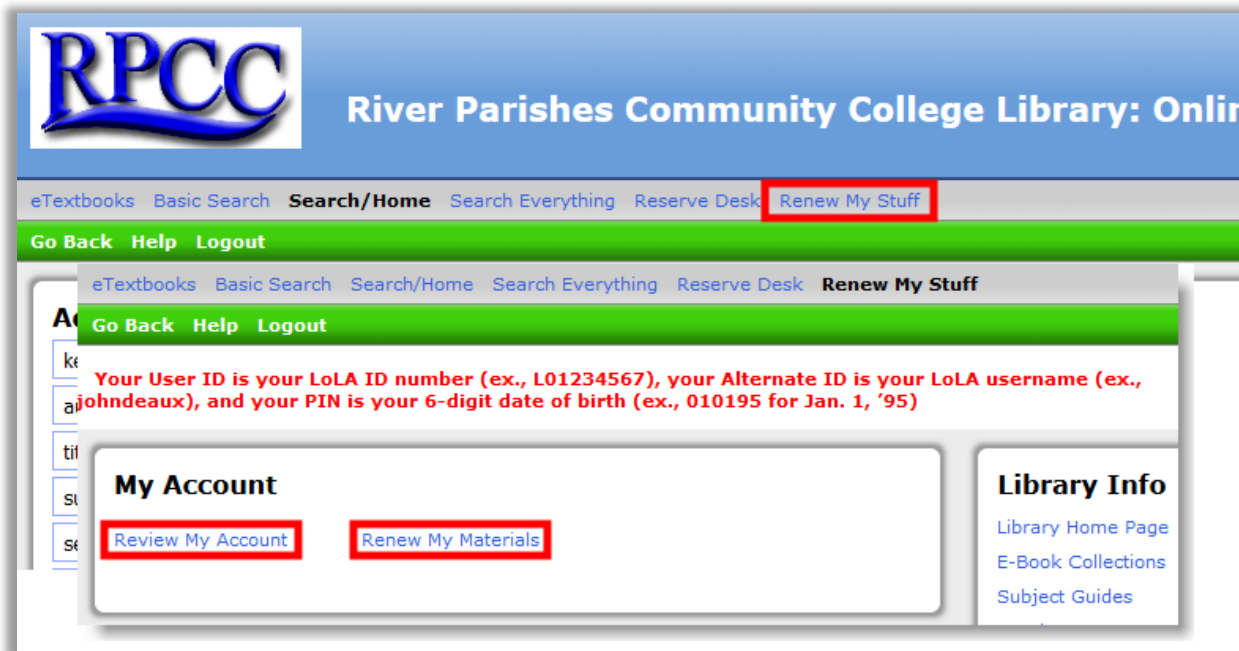 RPCC
River Parishes Community College Library:
eTextbooks Basic Search Search/Home Search Everything Reserve Desk Renew My Stuff
Go Back Help Logout
eTextbooks Basic Search Search/Home Search Everything Reserve Desk Renew My Stuff
Go Back Help Logout
Your User ID is your LoLA ID number (ex., L01234567), your Alternate ID is your LoLA username (ex.,
johndeaux), and your PIN is your 6-digit date of birth (ex., 010195 for Jan. 1, ’95)
My Account
Review My Account Renew My Materials
Library Info
Library Home Page
E-Book Collections
Subject Guides